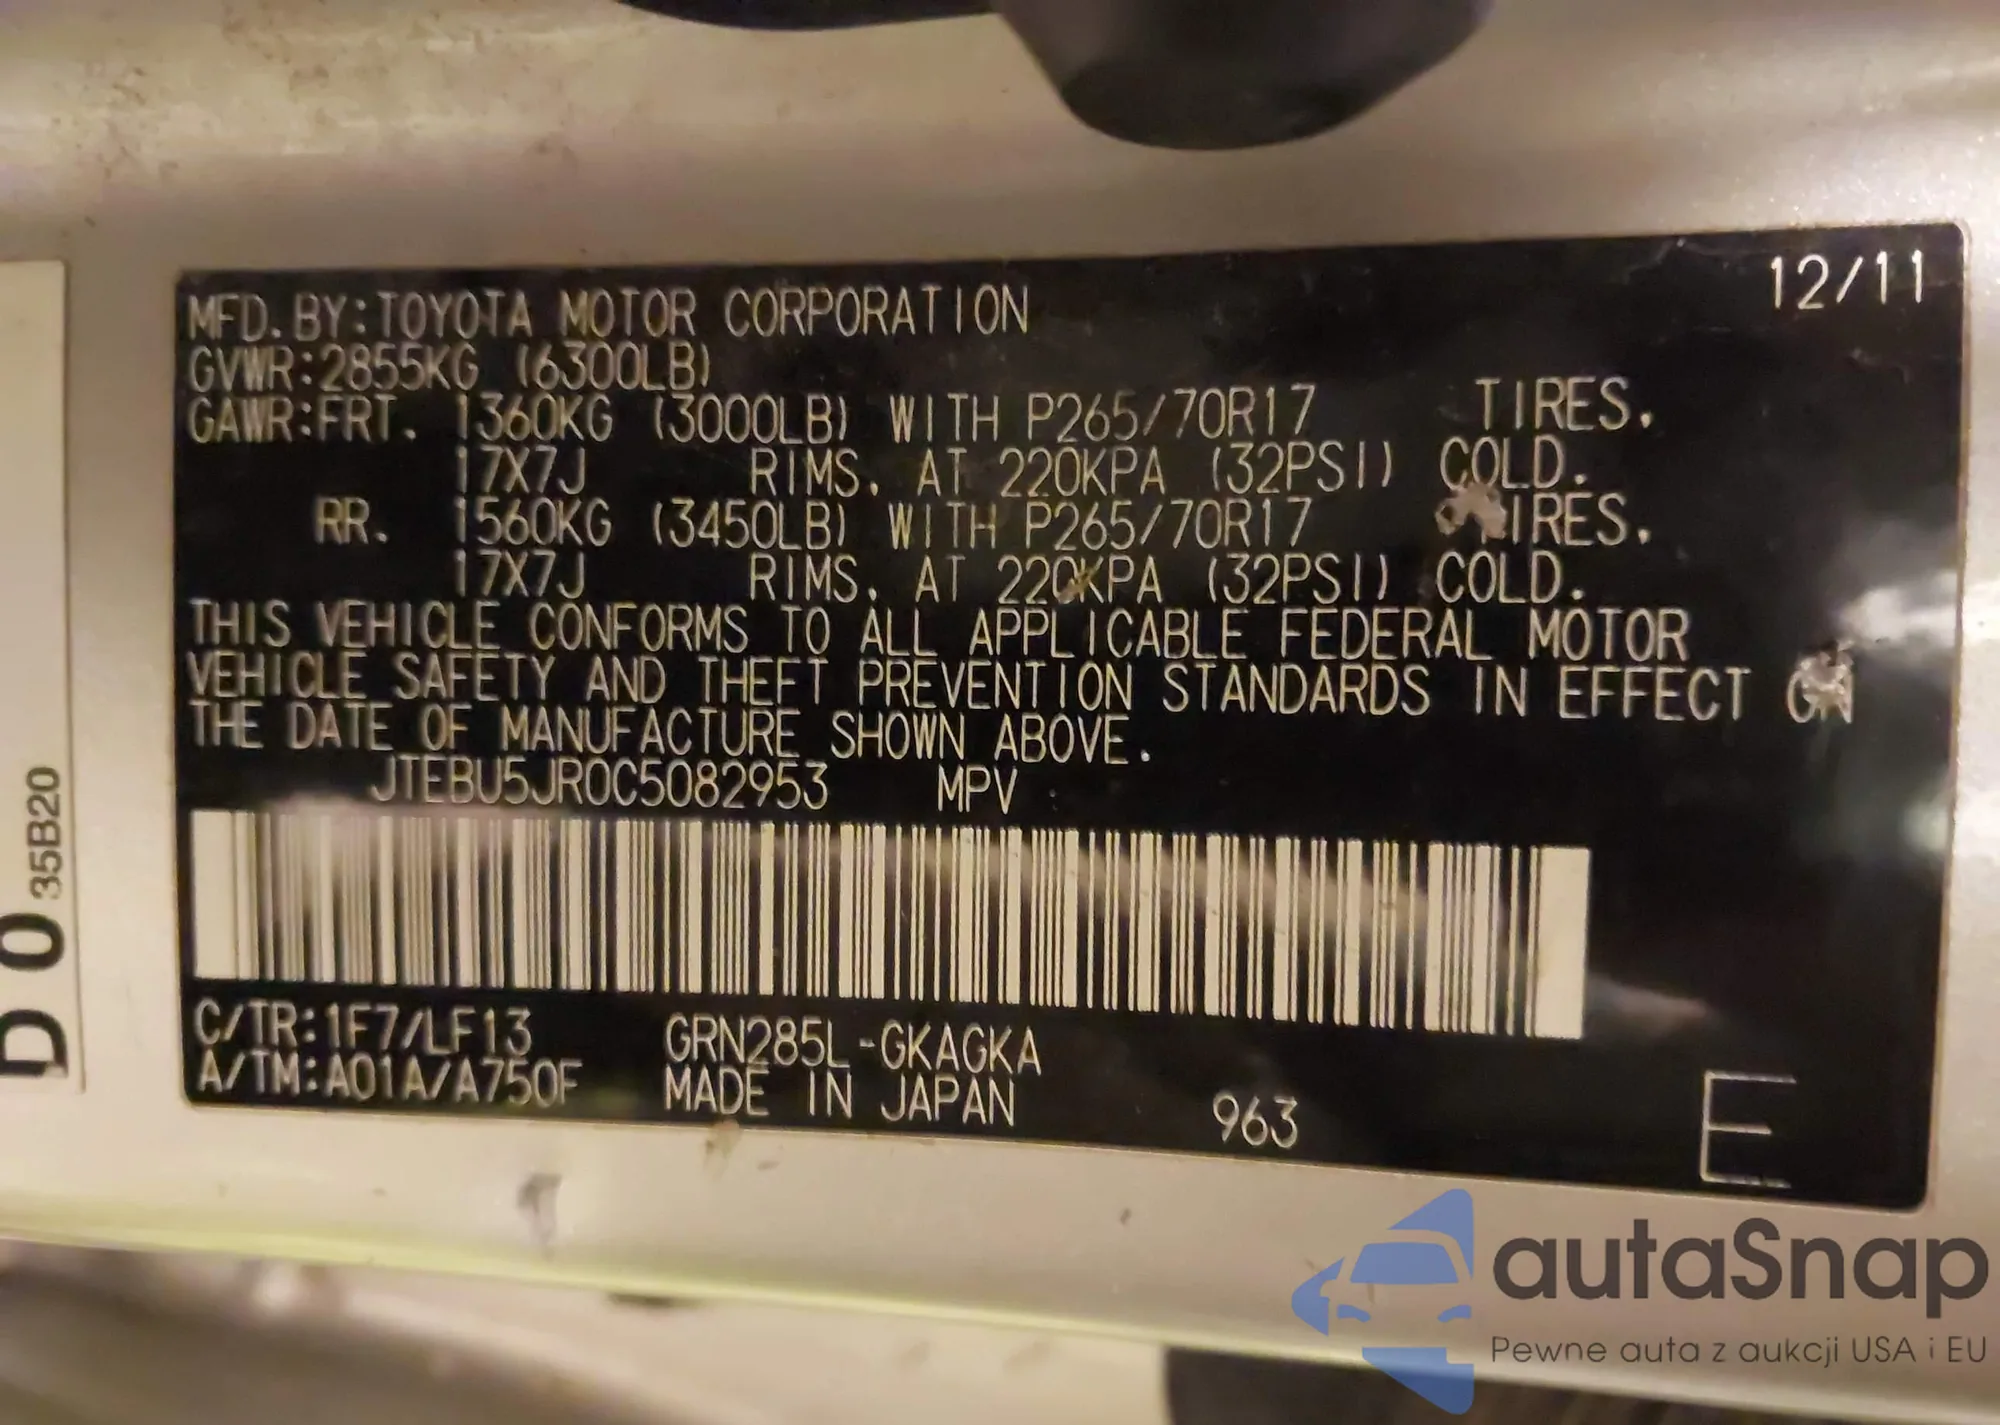 12/11
MFD.BY:TOYOTA MOTOR CORPORATION
GVWR:2855KG (6300LB)
GAWR:FRT. 1360KG (3000LB) WITH P265/70R17 TIRES.
17X7J RIMS. AT 220KPA (32PSI) COLD.
RR. 1560KG (3450LB) WITH P265/70R17 TIRES.
17X7J RIMS. AT 220KPA (32PSI) COLD.
THIS VEHICLE CONFORMS TO ALL APPLICABLE FEDERAL MOTOR
VEHICLE SAFETY AND THEFT PREVENTION STANDARDS IN EFFECT ON
THE DATE OF MANUFACTURE SHOWN ABOVE.
JTEBU5JR0C5082953 MPV
C/TR:1F7/LF13 GRN285L-GKAGKA
A/TM:A01A/A750F MADE IN JAPAN 963
E
D 0 35B20
autaSnap
Pewne auta z aukcji USA i EU